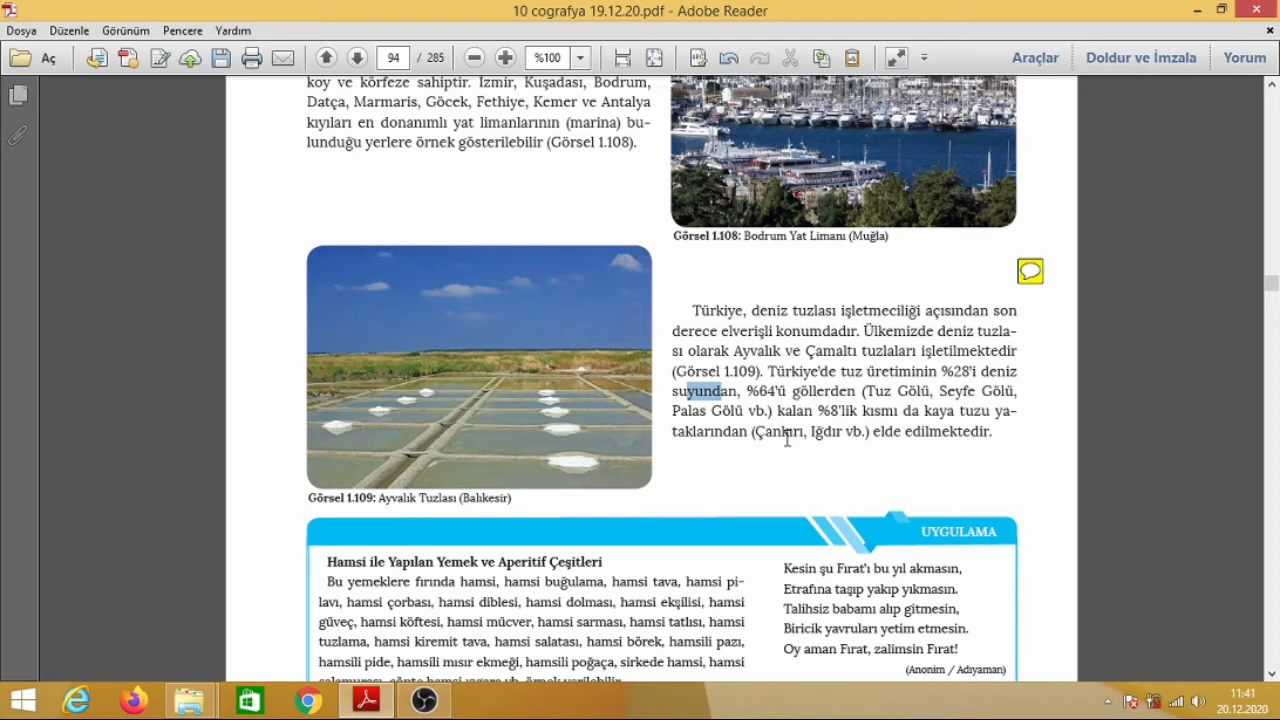 10 cografya 19.12.20.pdf - Adobe Reader
Dosya Düzenle Görünüm Pencere Yardım
Aç 94 / 285 %100 Araçlar Doldur ve İmzala Yorum
koy ve körfeze sahiptir. İzmir, Kuşadası, Bodrum,
Datça, Marmaris, Göcek, Fethiye, Kemer ve Antalya
kıyıları en donanımlı yat limanlarının (marina) bu-
lunduğu yerlere örnek gösterilebilir (Görsel 1.108).
Görsel 1.108: Bodrum Yat Limanı (Muğla)
Türkiye, deniz tuzlası işletmeciliği açısından son
derece elverişli konumdadır. Ülkemizde deniz tuzla-
sı olarak Ayvalık ve Çamaltı tuzlaları işletilmektedir
(Görsel 1.109). Türkiye’de tuz üretiminin %28’i deniz
suyundan, %64’ü göllerden (Tuz Gölü, Seyfe Gölü,
Palas Gölü vb.) kalan %8’lik kısmı da kaya tuzu ya-
taklarından (Çankırı, Iğdır vb.) elde edilmektedir.
Görsel 1.109: Ayvalık Tuzlası (Balıkesir)
UYGULAMA
Hamsi ile Yapılan Yemek ve Aperitif Çeşitleri
Bu yemeklere fırında hamsi, hamsi buğulama, hamsi tava, hamsi pi-
lavı, hamsi çorbası, hamsi diblesi, hamsi dolması, hamsi ekşilisi, hamsi
güveç, hamsi köftesi, hamsi mücver, hamsi sarması, hamsi tatlısı, hamsi
tuzlama, hamsi kiremit tava, hamsi salatası, hamsi börek, hamsili pazı,
hamsili pide, hamsili mısır ekmeği, hamsili poğaça, sirkede hamsi, hamsi
salamurası, çöpte hamsi ızgara vb. örnek verilebilir.
Kesin şu Fırat’ı bu yıl akmasın,
Etrafına taşıp yakıp yıkmasın.
Talihsiz babamı alıp gitmesin,
Biricik yavruları yetim etmesin.
Oy aman Fırat, zalimsin Fırat!
(Anonim / Adıyaman)
11:41
20.12.2020